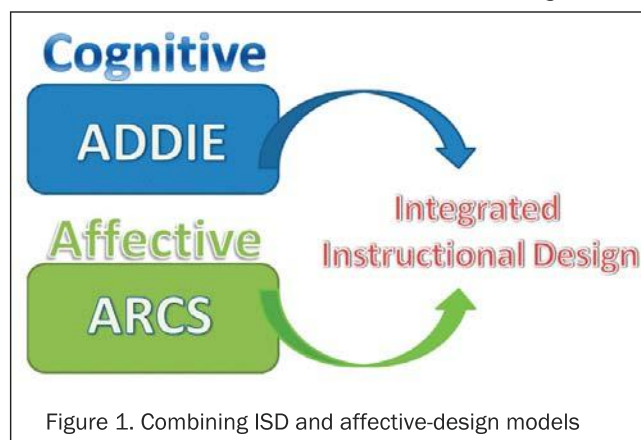 Cognitive
ADDIE
Affective
ARCS
Integrated
Instructional Design
Figure 1. Combining ISD and affective-design models